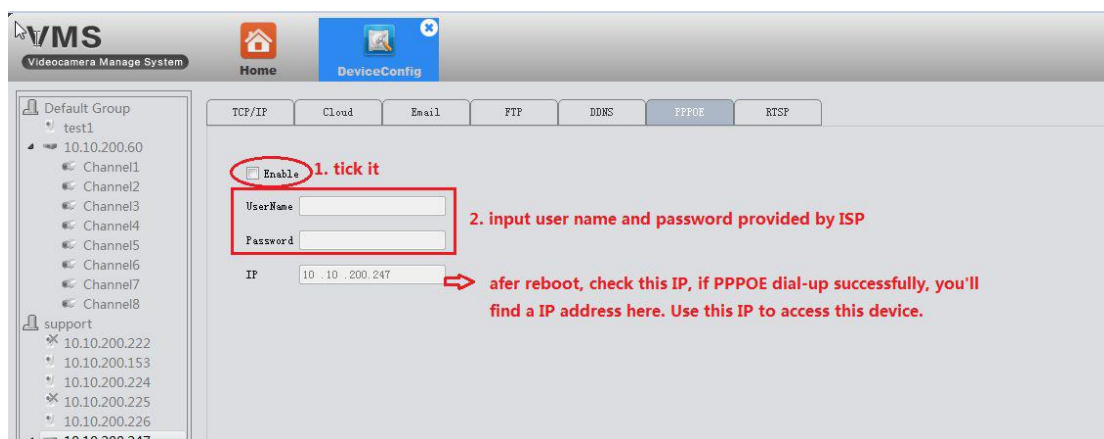 VMS
Videocamera Manage System
Home
DeviceConfig
Default Group
test1
10.10.200.60
Channel1
Channel2
Channel3
Channel4
Channel5
Channel6
Channel7
Channel8
support
10.10.200.222
10.10.200.153
10.10.200.224
10.10.200.225
10.10.200.226
10.10.200.247
TCP/IP Cloud Email FTP DDNS PPPOE RTSP
Enable 1. tick it
UserName
2. input user name and password provided by ISP
Password
IP 10 .10 .200.247
afer reboot, check this IP, if PPPOE dial-up successfully, you'll
find a IP address here. Use this IP to access this device.